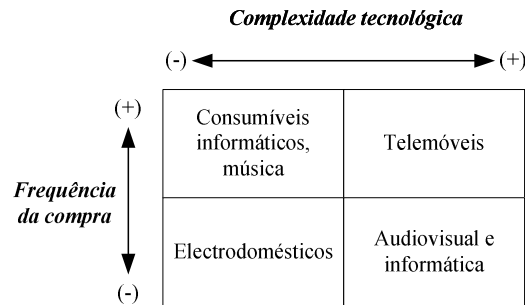 Complexidade tecnológica
(-)
(+)
(+)
Consumíveis
informáticos,
música
Telemóveis
Frequência
da compra
Electrodomésticos
Audiovisual e
informática
(-)